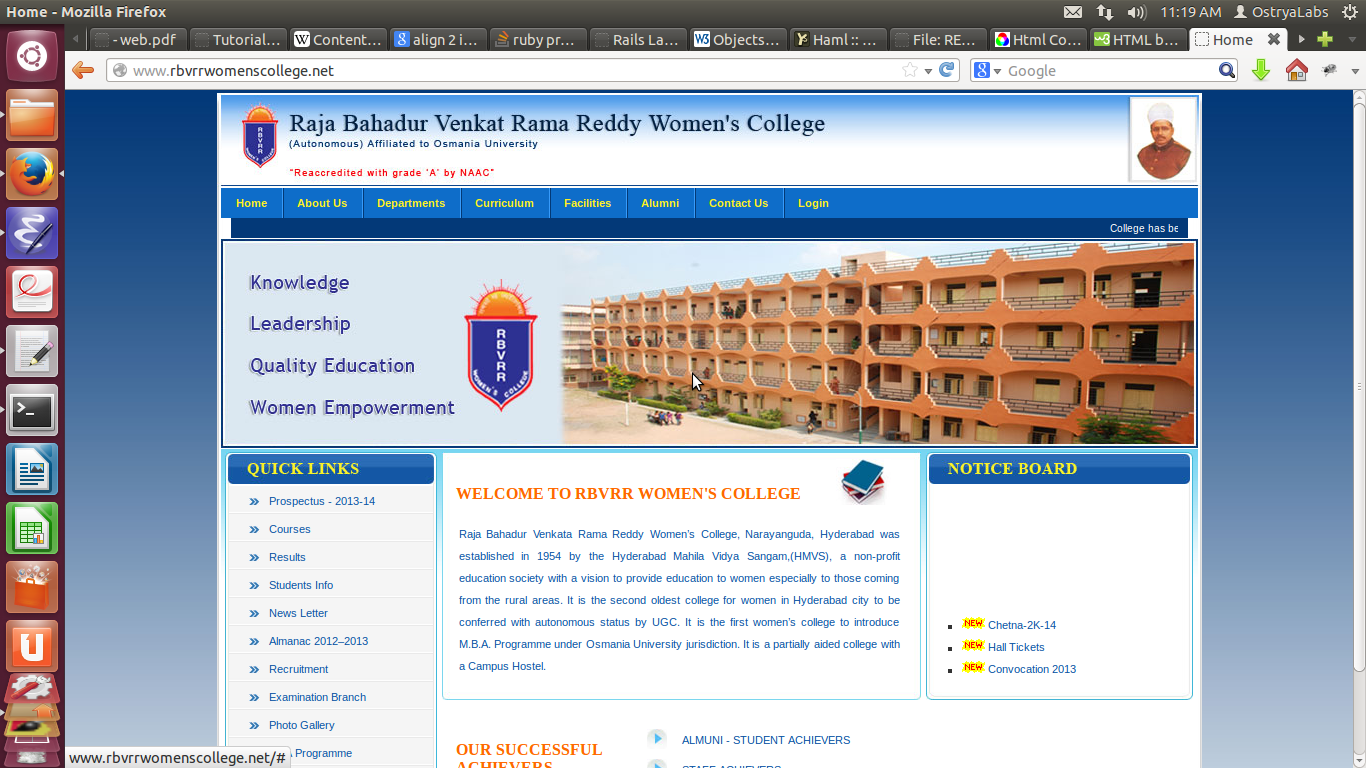 Home - Mozilla Firefox
11:19 AM
OstryaLabs
- web.pdf
Tutorial...
Content...
align 2 i...
ruby pr...
Rails La...
Objects...
Haml :: ...
File: RE...
Html Co...
HTML b...
Home
www.rbvrrwomenscollege.net
Google
RBVRR
Raja Bahadur Venkat Rama Reddy Women's College
(Autonomous) Affiliated to Osmania University
"Reaccredited with grade 'A' by NAAC"
Home
About Us
Departments
Curriculum
Facilities
Alumni
Contact Us
Login
College has be
Knowledge
Leadership
Quality Education
Women Empowerment
RBVRR
WOMEN'S COLLEGE
QUICK LINKS
Prospectus - 2013-14
Courses
Results
Students Info
News Letter
Almanac 2012–2013
Recruitment
Examination Branch
Photo Gallery
Programme
WELCOME TO RBVRR WOMEN'S COLLEGE
Raja Bahadur Venkata Rama Reddy Women's College, Narayanguda, Hyderabad was
established in 1954 by the Hyderabad Mahila Vidya Sangam,(HMVS), a non-profit
education society with a vision to provide education to women especially to those coming
from the rural areas. It is the second oldest college for women in Hyderabad city to be
conferred with autonomous status by UGC. It is the first women's college to introduce
M.B.A. Programme under Osmania University jurisdiction. It is a partially aided college with
a Campus Hostel.
NOTICE BOARD
NEW Chetna-2K-14
NEW Hall Tickets
NEW Convocation 2013
OUR SUCCESSFUL
ACHIEVERS
ALMUNI - STUDENT ACHIEVERS
STAFF ACHIEVERS
www.rbvrrwomenscollege.net/#